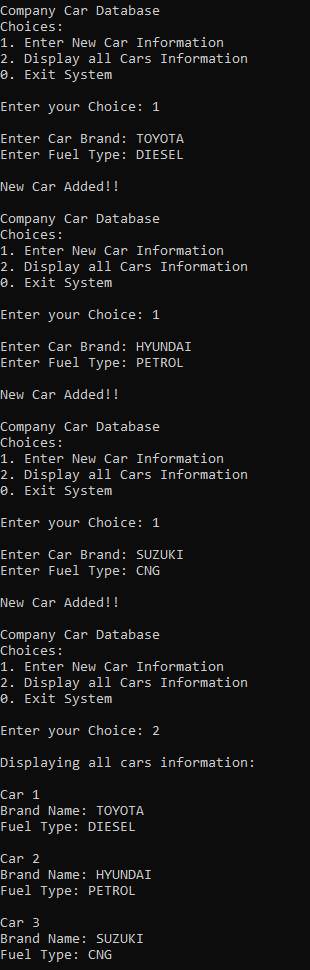 Company Car Database
Choices:
1. Enter New Car Information
2. Display all Cars Information
0. Exit System
Enter your Choice: 1
Enter Car Brand: TOYOTA
Enter Fuel Type: DIESEL
New Car Added!!
Company Car Database
Choices:
1. Enter New Car Information
2. Display all Cars Information
0. Exit System
Enter your Choice: 1
Enter Car Brand: HYUNDAI
Enter Fuel Type: PETROL
New Car Added!!
Company Car Database
Choices:
1. Enter New Car Information
2. Display all Cars Information
0. Exit System
Enter your Choice: 1
Enter Car Brand: SUZUKI
Enter Fuel Type: CNG
New Car Added!!
Company Car Database
Choices:
1. Enter New Car Information
2. Display all Cars Information
0. Exit System
Enter your Choice: 2
Displaying all cars information:
Car 1
Brand Name: TOYOTA
Fuel Type: DIESEL
Car 2
Brand Name: HYUNDAI
Fuel Type: PETROL
Car 3
Brand Name: SUZUKI
Fuel Type: CNG